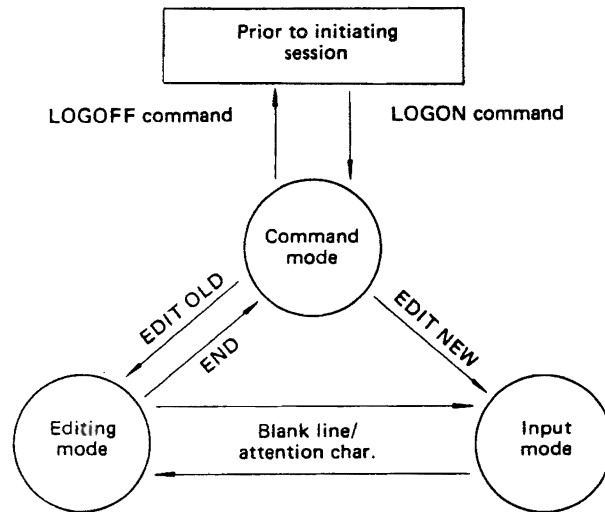 Prior to initiating
session
LOGOFF command
LOGON command
Command
mode
EDIT OLD
END
EDIT NEW
Editing
mode
Blank line/
attention char.
Input
mode